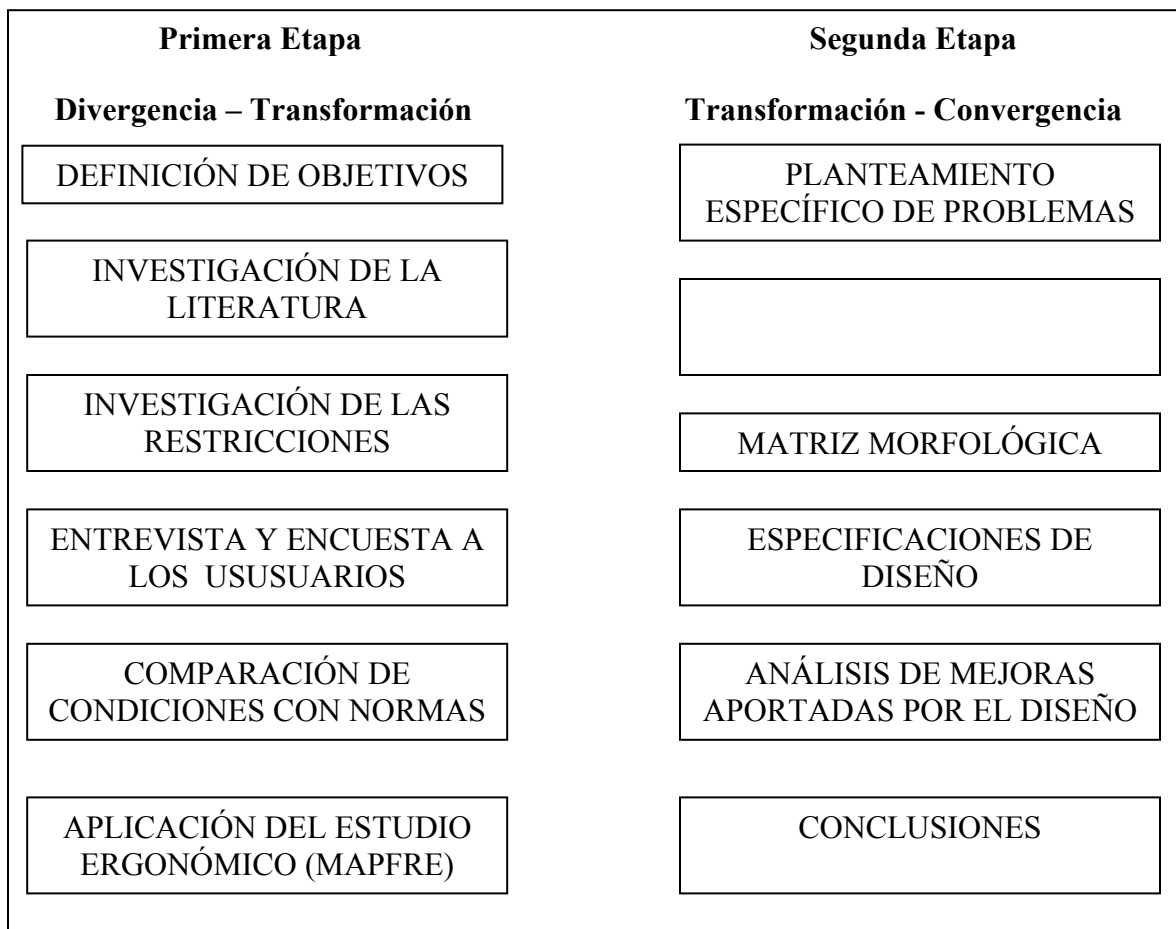 Primera Etapa
Divergencia – Transformación
DEFINICIÓN DE OBJETIVOS
INVESTIGACIÓN DE LA
LITERATURA
INVESTIGACIÓN DE LAS
RESTRICCIONES
ENTREVISTA Y ENCUESTA A
LOS USUSUARIOS
COMPARACIÓN DE
CONDICIONES CON NORMAS
APLICACIÓN DEL ESTUDIO
ERGONÓMICO (MAPFRE)
Segunda Etapa
Transformación - Convergencia
PLANTEAMIENTO
ESPECÍFICO DE PROBLEMAS
MATRIZ MORFOLÓGICA
ESPECIFICACIONES DE
DISEÑO
ANÁLISIS DE MEJORAS
APORTADAS POR EL DISEÑO
CONCLUSIONES